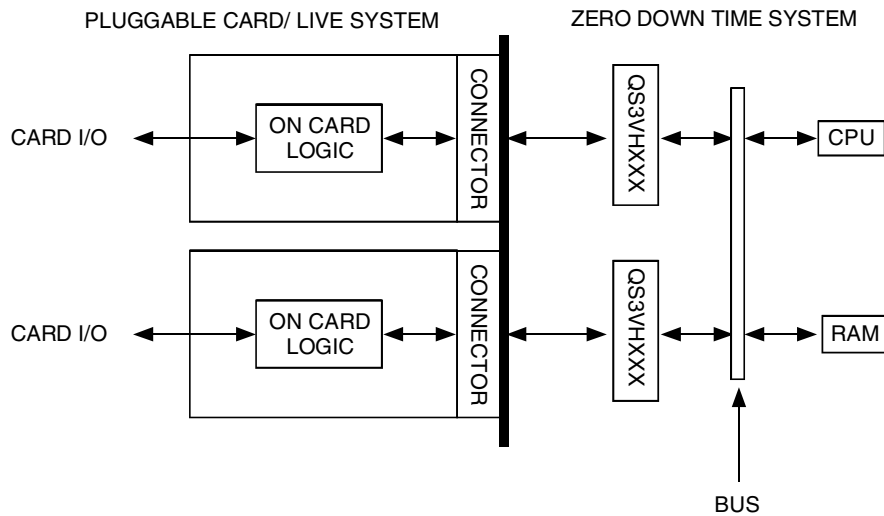 PLUGGABLE CARD/ LIVE SYSTEM
ZERO DOWN TIME SYSTEM
CARD I/O
ON CARD
LOGIC
CONNECTOR
QS3VHXXX
CPU
CARD I/O
ON CARD
LOGIC
CONNECTOR
QS3VHXXX
RAM
BUS